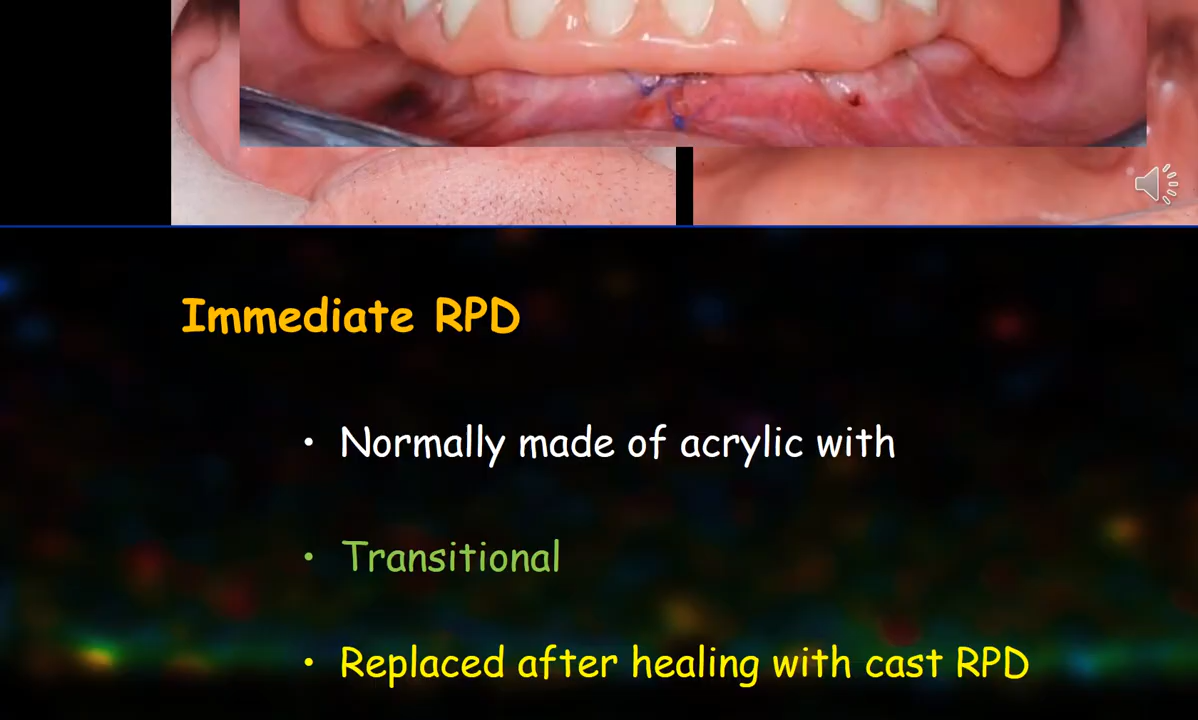 Immediate RPD
• Normally made of acrylic with
• Transitional
• Replaced after healing with cast RPD